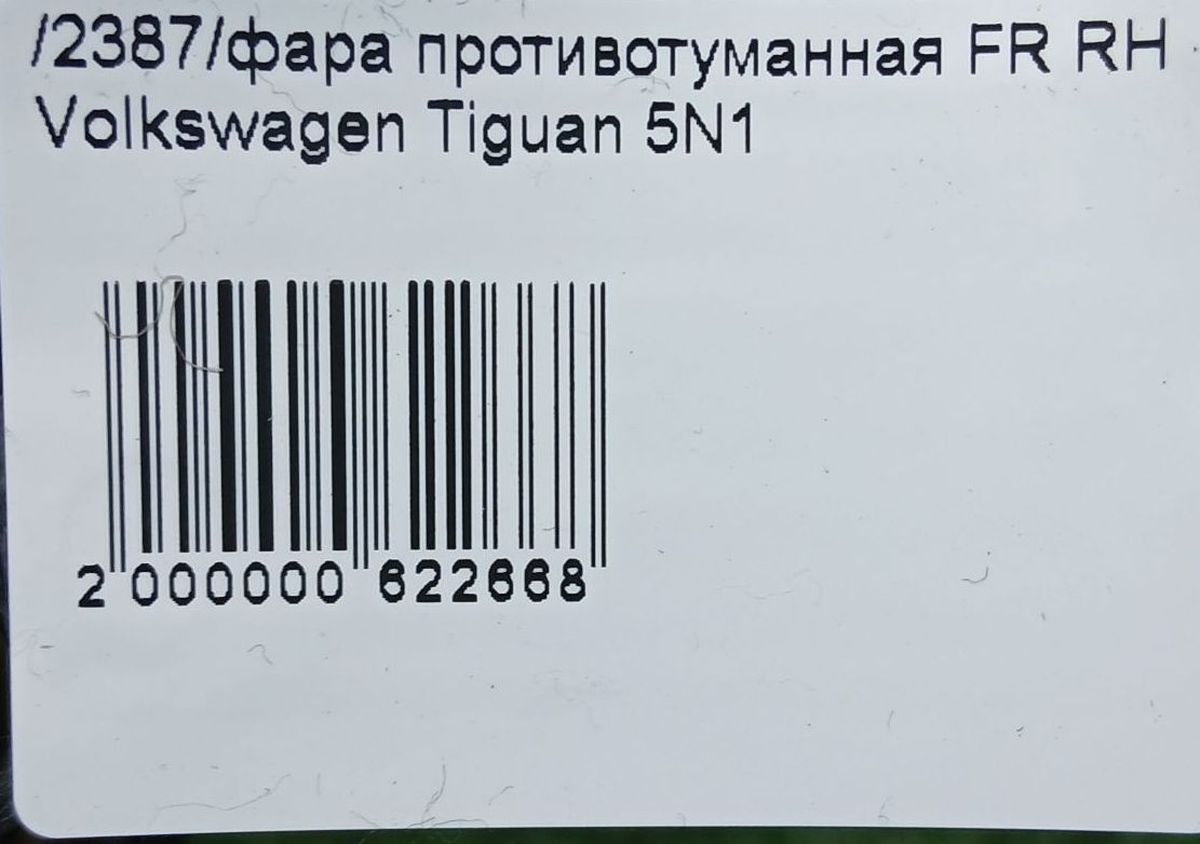 /2387/фара противотуманная FR RH
Volkswagen Tiguan 5N1
2 000000 622668